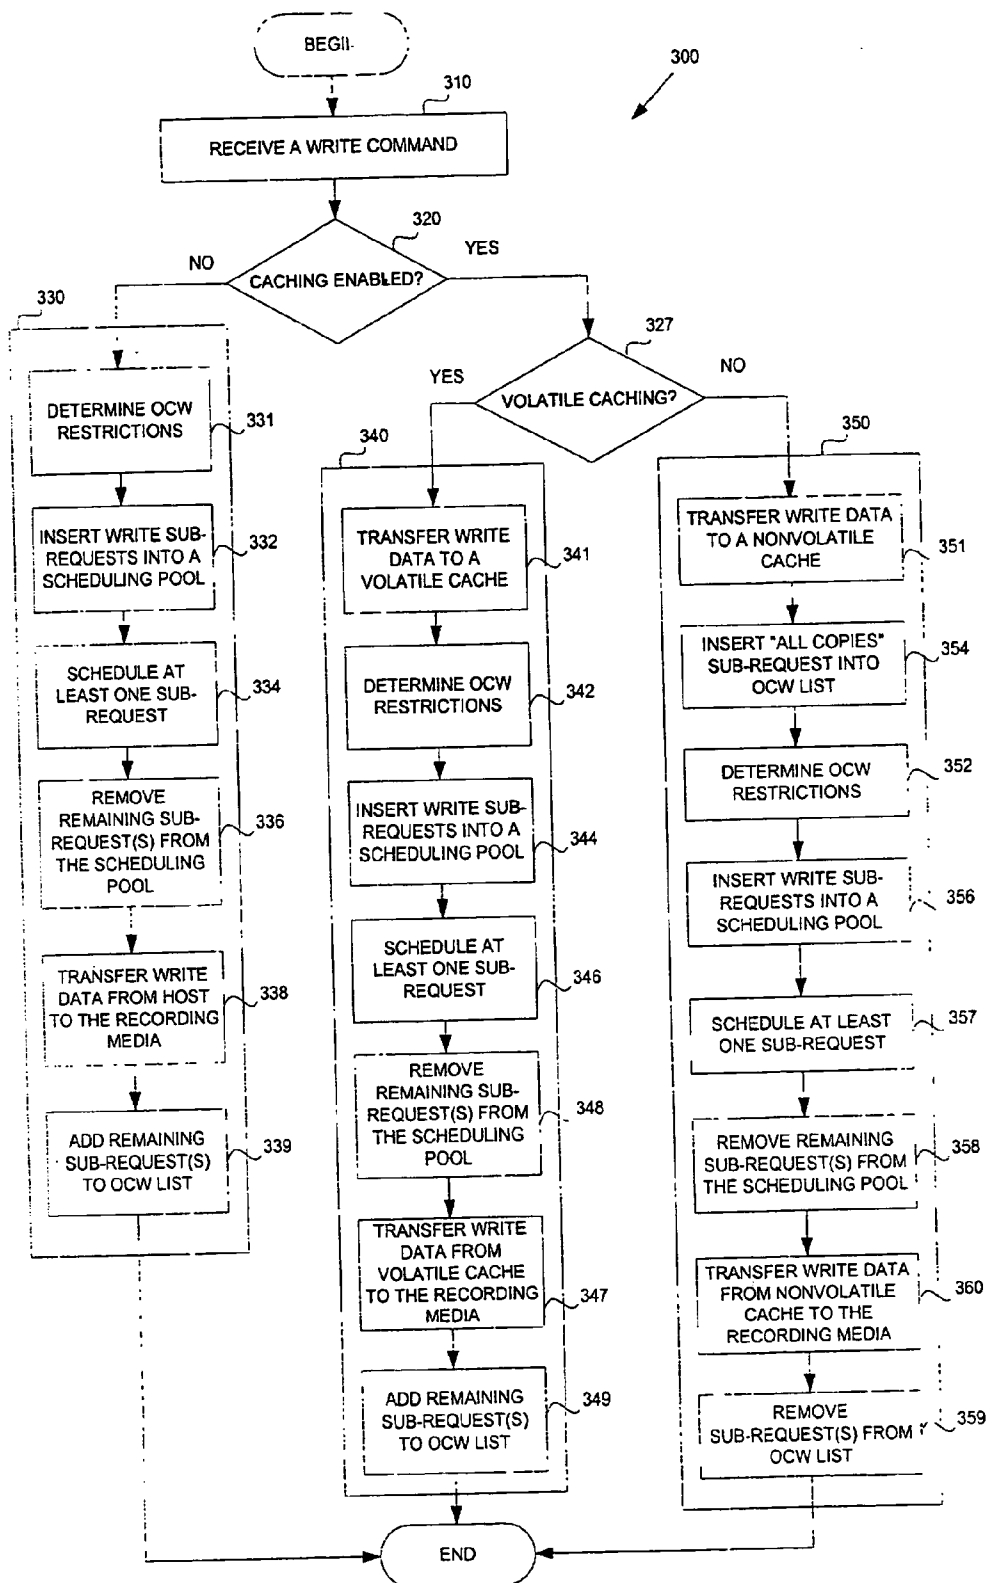 BEGII-
300
310
RECEIVE A WRITE COMMAND
320
NO
YES
CACHING ENABLED?
330
327
YES
NO
VOLATILE CACHING?
DETERMINE OCW
RESTRICTIONS
331
INSERT WRITE SUB-
REQUESTS INTO A
SCHEDULING POOL
332
SCHEDULE AT
LEAST ONE SUB-
REQUEST
334
REMOVE
REMAINING SUB-
REQUEST(S) FROM
THE SCHEDULING
POOL
336
TRANSFER WRITE
DATA FROM HOST
TO THE RECORDING
MEDIA
338
ADD REMAINING
SUB-REQUEST(S)
TO OCW LIST
339
340
TRANSFER WRITE
DATA TO A
VOLATILE CACHE
341
DETERMINE OCW
RESTRICTIONS
342
INSERT WRITE SUB-
REQUESTS INTO A
SCHEDULING POOL
344
SCHEDULE AT
LEAST ONE SUB-
REQUEST
346
REMOVE
REMAINING SUB-
REQUEST(S) FROM
THE SCHEDULING
POOL
348
TRANSFER WRITE
DATA FROM
VOLATILE CACHE
TO THE RECORDING
MEDIA
347
ADD REMAINING
SUB-REQUEST(S)
TO OCW LIST
349
350
TRANSFER WRITE DATA
TO A NONVOLATILE
CACHE
351
INSERT "ALL COPIES"
SUB-REQUEST INTO
OCW LIST
354
DETERMINE OCW
RESTRICTIONS
352
INSERT WRITE SUB-
REQUESTS INTO A
SCHEDULING POOL
356
SCHEDULE AT LEAST
ONE SUB-REQUEST
357
REMOVE REMAINING
SUB-REQUEST(S) FROM
THE SCHEDULING POOL
358
TRANSFER WRITE DATA
FROM NONVOLATILE
CACHE TO THE
RECORDING MEDIA
360
REMOVE
SUB-REQUEST(S) FROM
OCW LIST
359
END